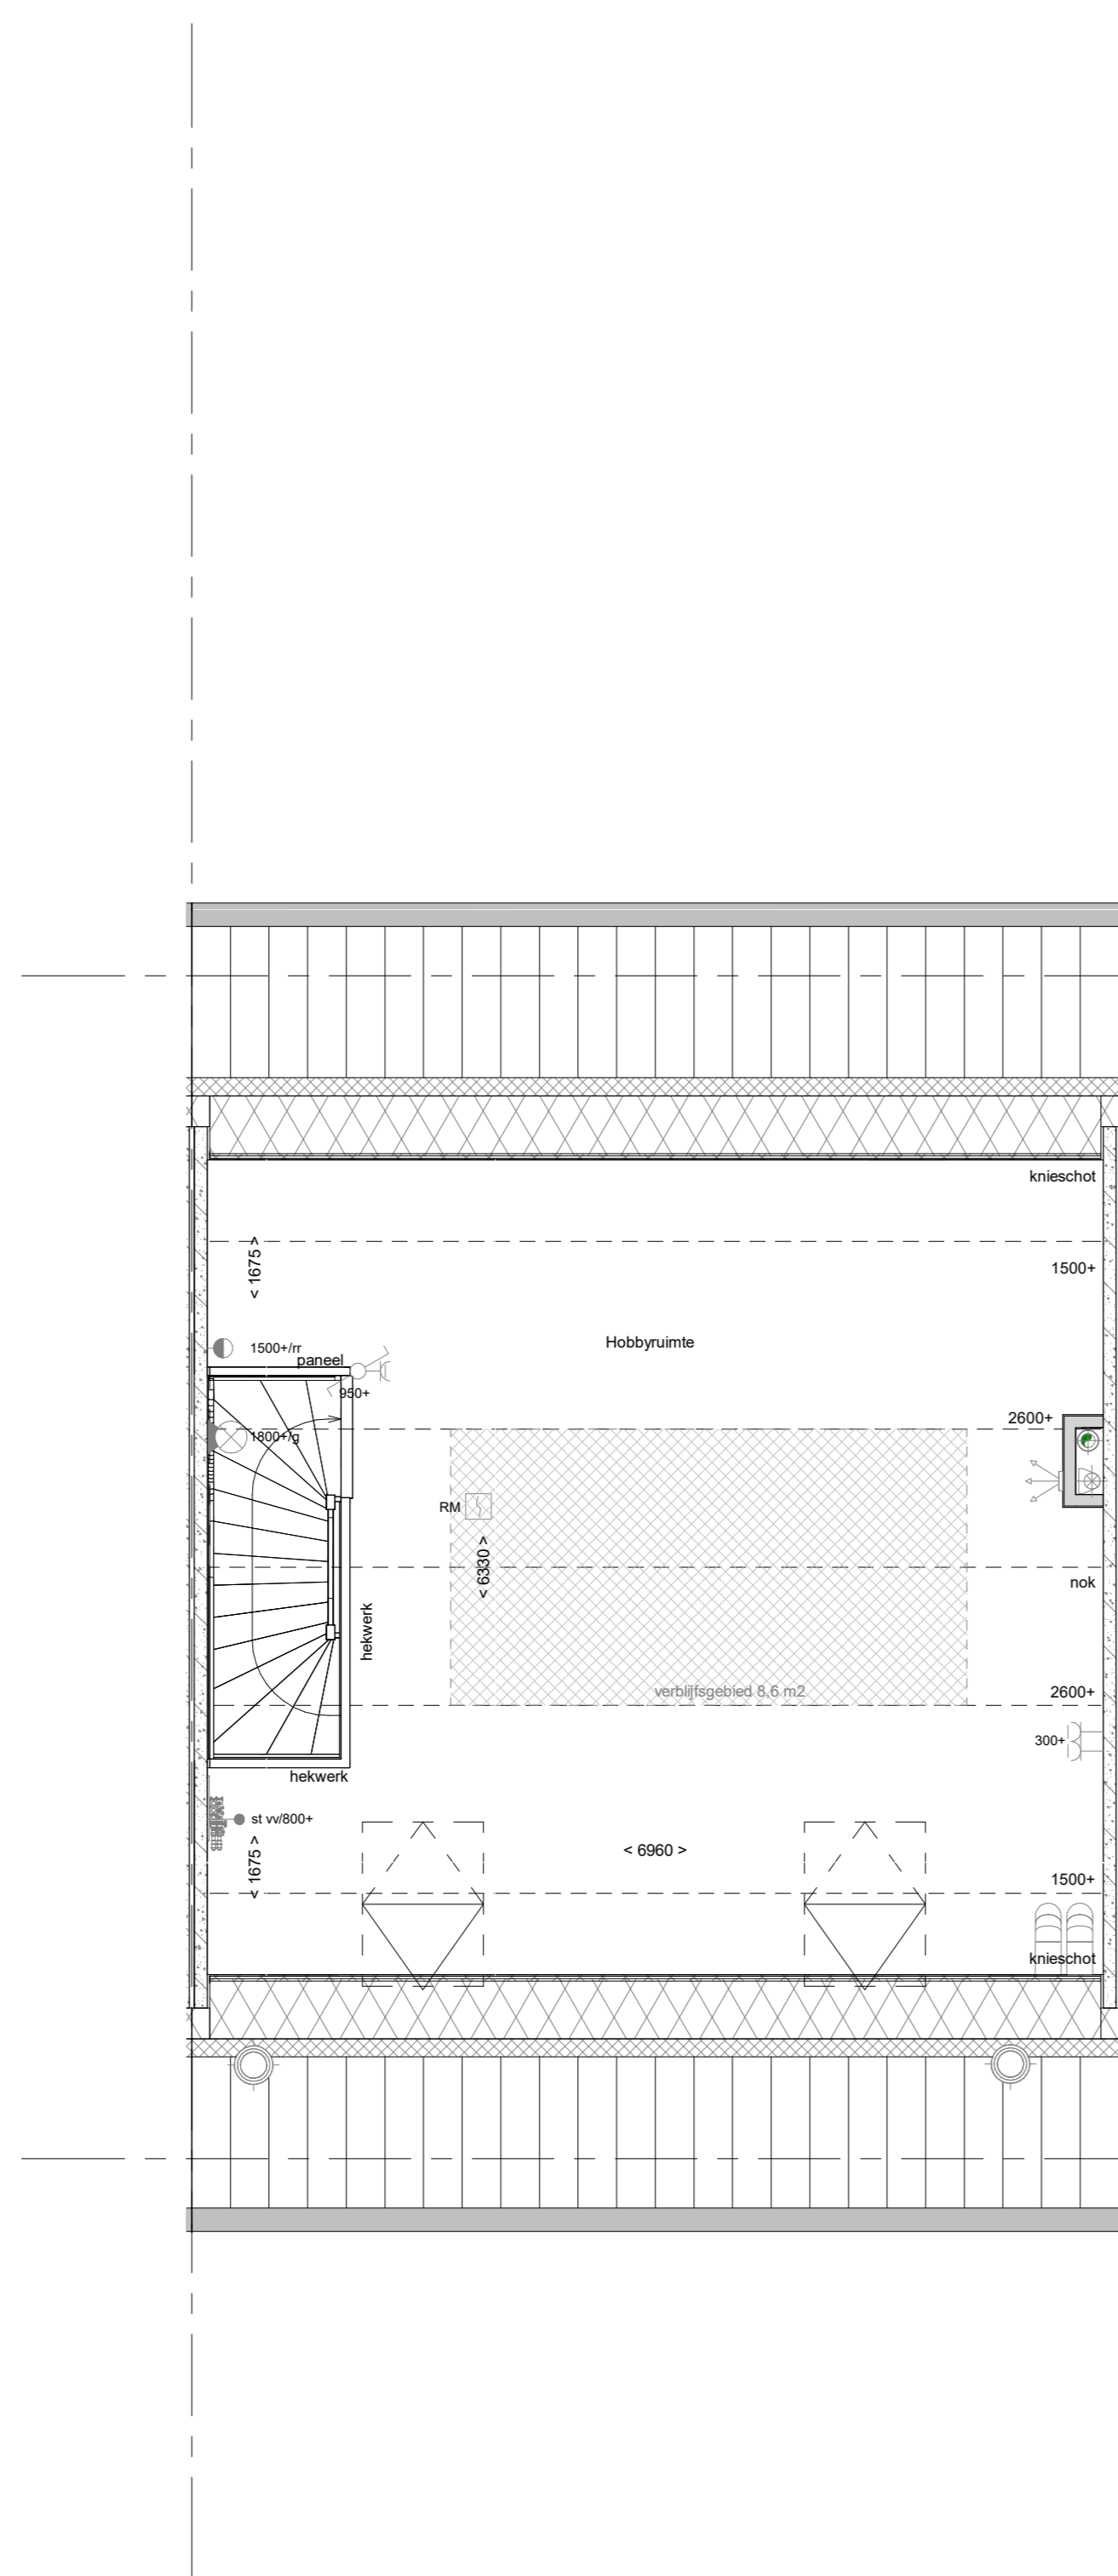 knieschot
< 1675 >
1500+
Hobbyruimte
1500+/rr
paneel
950+
2600+
1800+/g
RM
< 6330 >
nok
hekwerk
verblijfsgebied 8,6 m2
2600+
300+
hekwerk
st vv/800+
< 1675 >
< 6960 >
1500+
knieschot